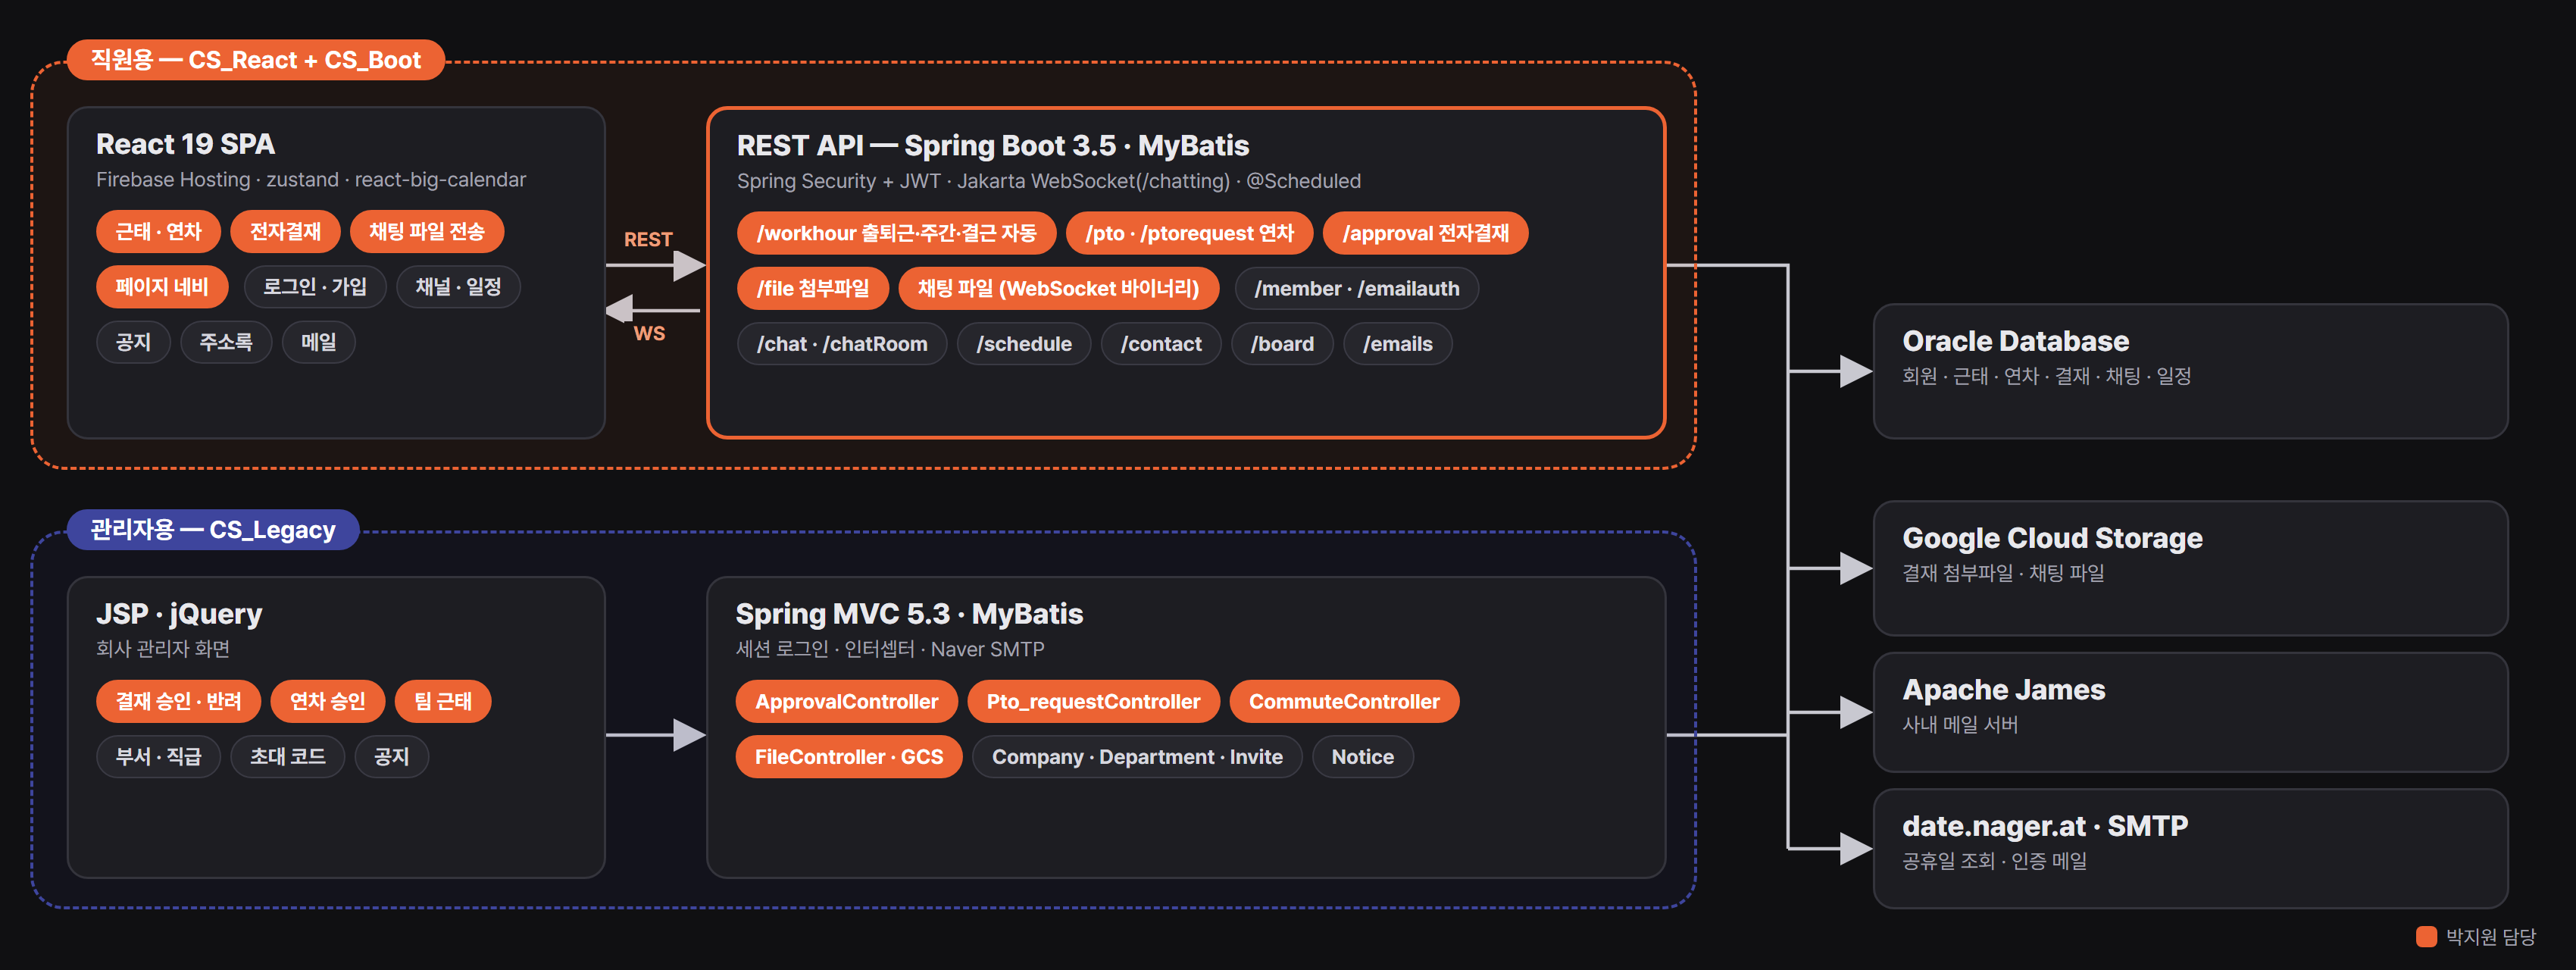 직원용 — CS_React + CS_Boot
React 19 SPA
Firebase Hosting · zustand · react-big-calendar
근태 · 연차 전자결재 채팅 파일 전송
페이지 네비 로그인 · 가입 채널 · 일정
공지 주소록 메일
REST
WS
REST API — Spring Boot 3.5 · MyBatis
Spring Security + JWT · Jakarta WebSocket(/chatting) · @Scheduled
/workhour 출퇴근·주간·결근 자동 /pto · /ptorequest 연차 /approval 전자결재
/file 첨부파일 채팅 파일 (WebSocket 바이너리) /member · /emailauth
/chat · /chatRoom /schedule /contact /board /emails
관리자용 — CS_Legacy
JSP · jQuery
회사 관리자 화면
결재 승인 · 반려 연차 승인 팀 근태
부서 · 직급 초대 코드 공지
Spring MVC 5.3 · MyBatis
세션 로그인 · 인터셉터 · Naver SMTP
ApprovalController Pto_requestController CommuteController
FileController · GCS Company · Department · Invite Notice
Oracle Database
회원 · 근태 · 연차 · 결재 · 채팅 · 일정
Google Cloud Storage
결재 첨부파일 · 채팅 파일
Apache James
사내 메일 서버
date.nager.at · SMTP
공휴일 조회 · 인증 메일
박지원 담당